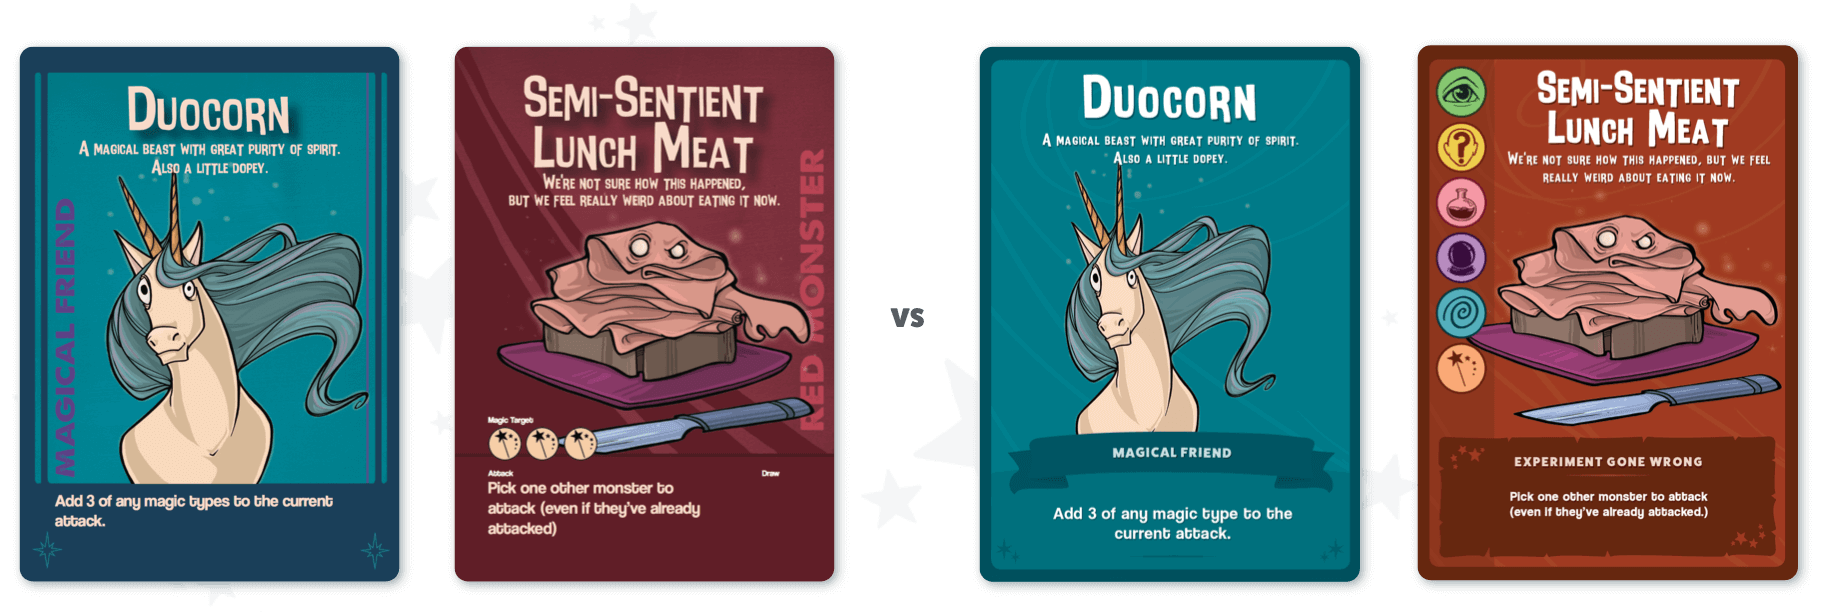 DUOCORN
A MAGICAL BEAST WITH GREAT PURITY OF SPIRIT.
ALSO A LITTLE DOPEY.
MAGICAL FRIEND
Add 3 of any magic types to the current
attack.
SEMI-SENTIENT
LUNCH MEAT
WE'RE NOT SURE HOW THIS HAPPENED,
BUT WE FEEL REALLY WEIRD ABOUT EATING IT NOW.
RED MONSTER
Magic Target:
Attack
Draw
Pick one other monster to
attack (even if they've already
attacked)
VS
DUOCORN
A MAGICAL BEAST WITH GREAT PURITY OF SPIRIT.
ALSO A LITTLE DOPEY.
MAGICAL FRIEND
Add 3 of any magic type to the
current attack.
SEMI-SENTIENT
LUNCH MEAT
WE'RE NOT SURE HOW THIS HAPPENED, BUT WE FEEL
REALLY WEIRD ABOUT EATING IT NOW.
?
EXPERIMENT GONE WRONG
Pick one other monster to attack
(even if they've already attacked.)